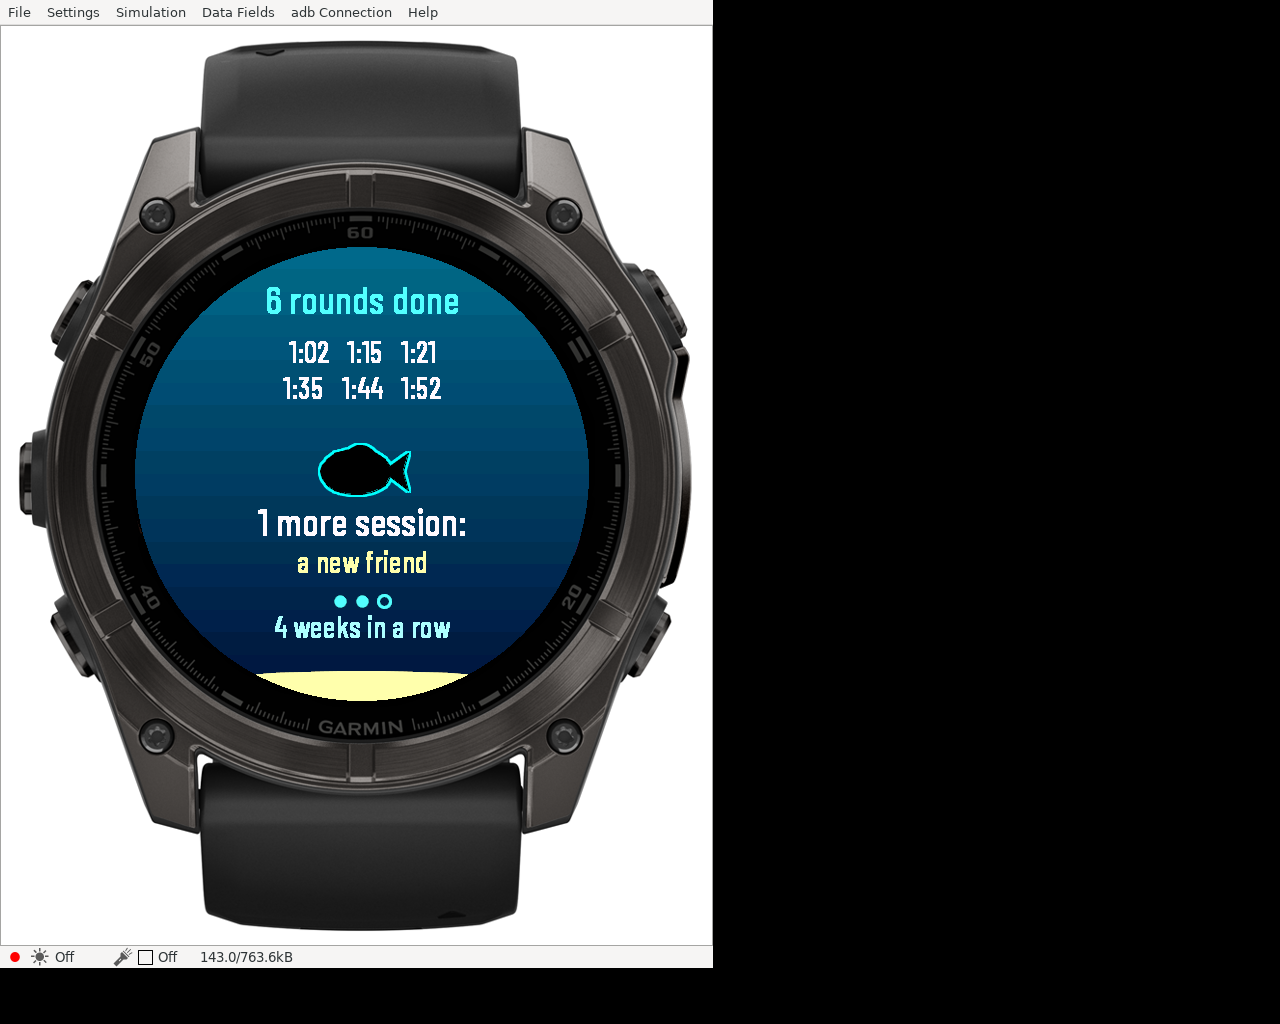 File Settings Simulation Data Fields adb Connection Help
60
50
6 rounds done
1:02 1:15 1:21
1:35 1:44 1:52
1 more session:
a new friend
40
20
4 weeks in a row
GARMIN
Off Off 143.0/763.6kB